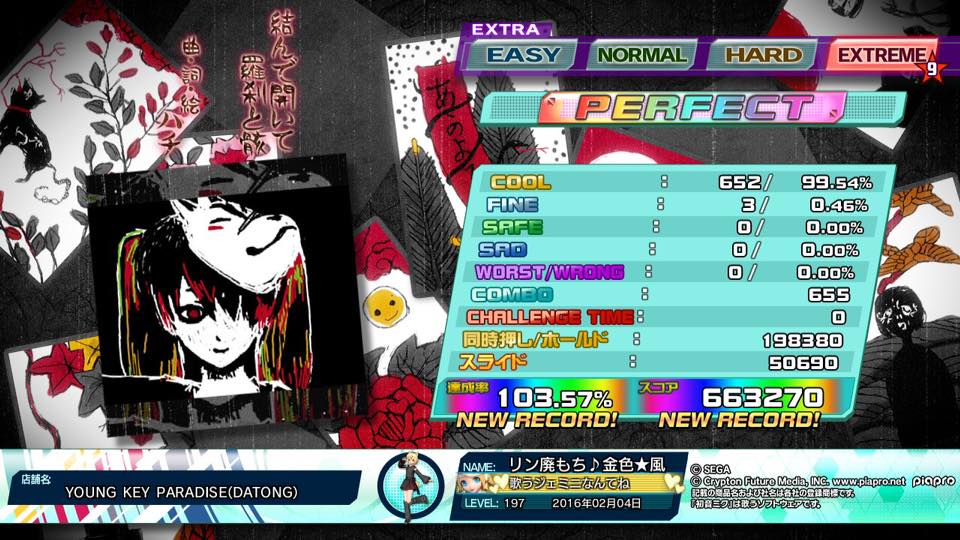 結んで開いて
羅刹と骸
曲・詞・絵 ハチ
あのよ
EXTRA
EASY NORMAL HARD EXTREME 9
PERFECT
COOL : 652/ 99.54%
FINE : 3/ 0.46%
SAFE : 0/ 0.00%
SAD : 0/ 0.00%
WORST/WRONG : 0/ 0.00%
COMBO : 655
CHALLENGE TIME : 0
同時押し/ホールド : 198380
スライド : 50690
達成率 103.57% スコア 663270
NEW RECORD! NEW RECORD!
店舗名
YOUNG KEY PARADISE(DATONG)
NAME: リン廃もち♪金色★風
歌うジェミニなんてね
LEVEL: 197 2016年02月04日
© SEGA
© Crypton Future Media, INC. www.piapro.net piapro
記載の商品名および社名は各社の登録商標です。
「初音ミク」は歌うソフトウェアです。